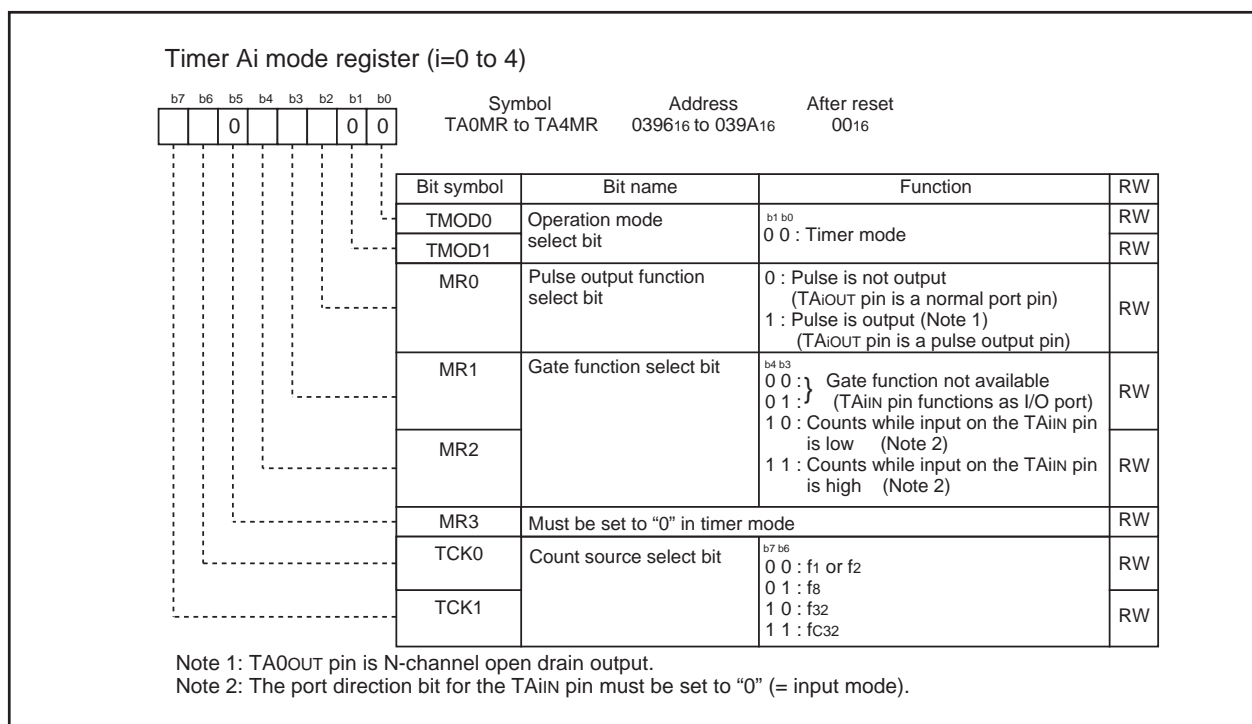 Timer Ai mode register (i=0 to 4)
b7 b6 b5 b4 b3 b2 b1 b0
0 0 0
Symbol Address After reset
TA0MR to TA4MR 039616 to 039A16 0016
Bit symbol Bit name Function RW
TMOD0 Operation mode select bit b1 b0 RW
0 0 : Timer mode
TMOD1 RW
MR0 Pulse output function select bit 0 : Pulse is not output
(TAiOUT pin is a normal port pin)
1 : Pulse is output (Note 1)
(TAiOUT pin is a pulse output pin) RW
MR1 Gate function select bit b4 b3
0 0 : } Gate function not available
0 1 : (TAiIN pin functions as I/O port) RW
1 0 : Counts while input on the TAiIN pin
is low (Note 2)
MR2 1 1 : Counts while input on the TAiIN pin RW
is high (Note 2)
MR3 Must be set to “0” in timer mode RW
TCK0 Count source select bit b7 b6
0 0 : f1 or f2 RW
0 1 : f8
TCK1 1 0 : f32 RW
1 1 : fC32
Note 1: TA0OUT pin is N-channel open drain output.
Note 2: The port direction bit for the TAiIN pin must be set to “0” (= input mode).